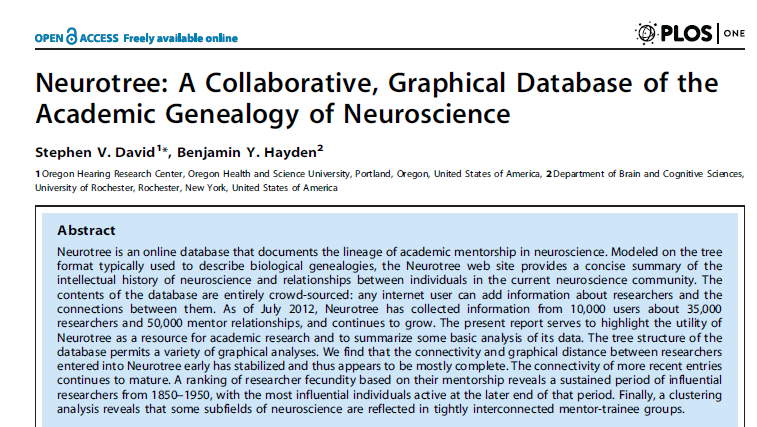 OPEN ACCESS Freely available online
PLOS ONE
Neurotree: A Collaborative, Graphical Database of the
Academic Genealogy of Neuroscience
Stephen V. David1*, Benjamin Y. Hayden2
1 Oregon Hearing Research Center, Oregon Health and Science University, Portland, Oregon, United States of America, 2 Department of Brain and Cognitive Sciences,
University of Rochester, Rochester, New York, United States of America
Abstract
Neurotree is an online database that documents the lineage of academic mentorship in neuroscience. Modeled on the tree
format typically used to describe biological genealogies, the Neurotree web site provides a concise summary of the
intellectual history of neuroscience and relationships between individuals in the current neuroscience community. The
contents of the database are entirely crowd-sourced: any internet user can add information about researchers and the
connections between them. As of July 2012, Neurotree has collected information from 10,000 users about 35,000
researchers and 50,000 mentor relationships, and continues to grow. The present report serves to highlight the utility of
Neurotree as a resource for academic research and to summarize some basic analysis of its data. The tree structure of the
database permits a variety of graphical analyses. We find that the connectivity and graphical distance between researchers
entered into Neurotree early has stabilized and thus appears to be mostly complete. The connectivity of more recent entries
continues to mature. A ranking of researcher fecundity based on their mentorship reveals a sustained period of influential
researchers from 1850–1950, with the most influential individuals active at the later end of that period. Finally, a clustering
analysis reveals that some subfields of neuroscience are reflected in tightly interconnected mentor-trainee groups.